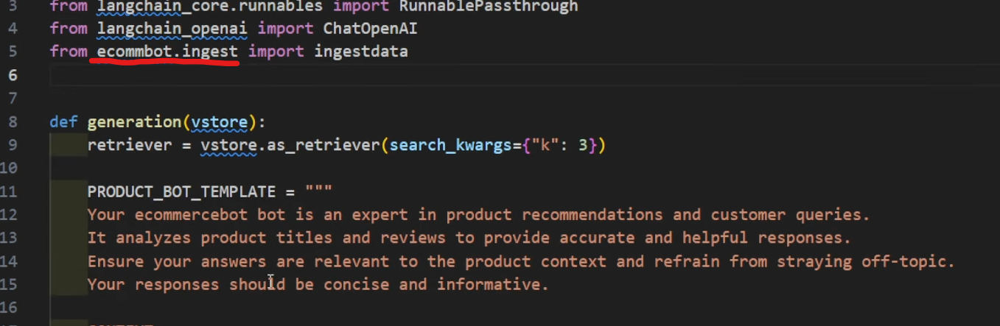 3 from langchain_core.runnables import RunnablePassthrough
4 from langchain_openai import ChatOpenAI
5 from ecommbot.ingest import ingestdata
6
7
8 def generation(vstore):
9 retriever = vstore.as_retriever(search_kwargs={"k": 3})
10
11 PRODUCT_BOT_TEMPLATE = """
12 Your ecommercebot bot is an expert in product recommendations and customer queries.
13 It analyzes product titles and reviews to provide accurate and helpful responses.
14 Ensure your answers are relevant to the product context and refrain from straying off-topic.
15 Your responses should be concise and informative.
16